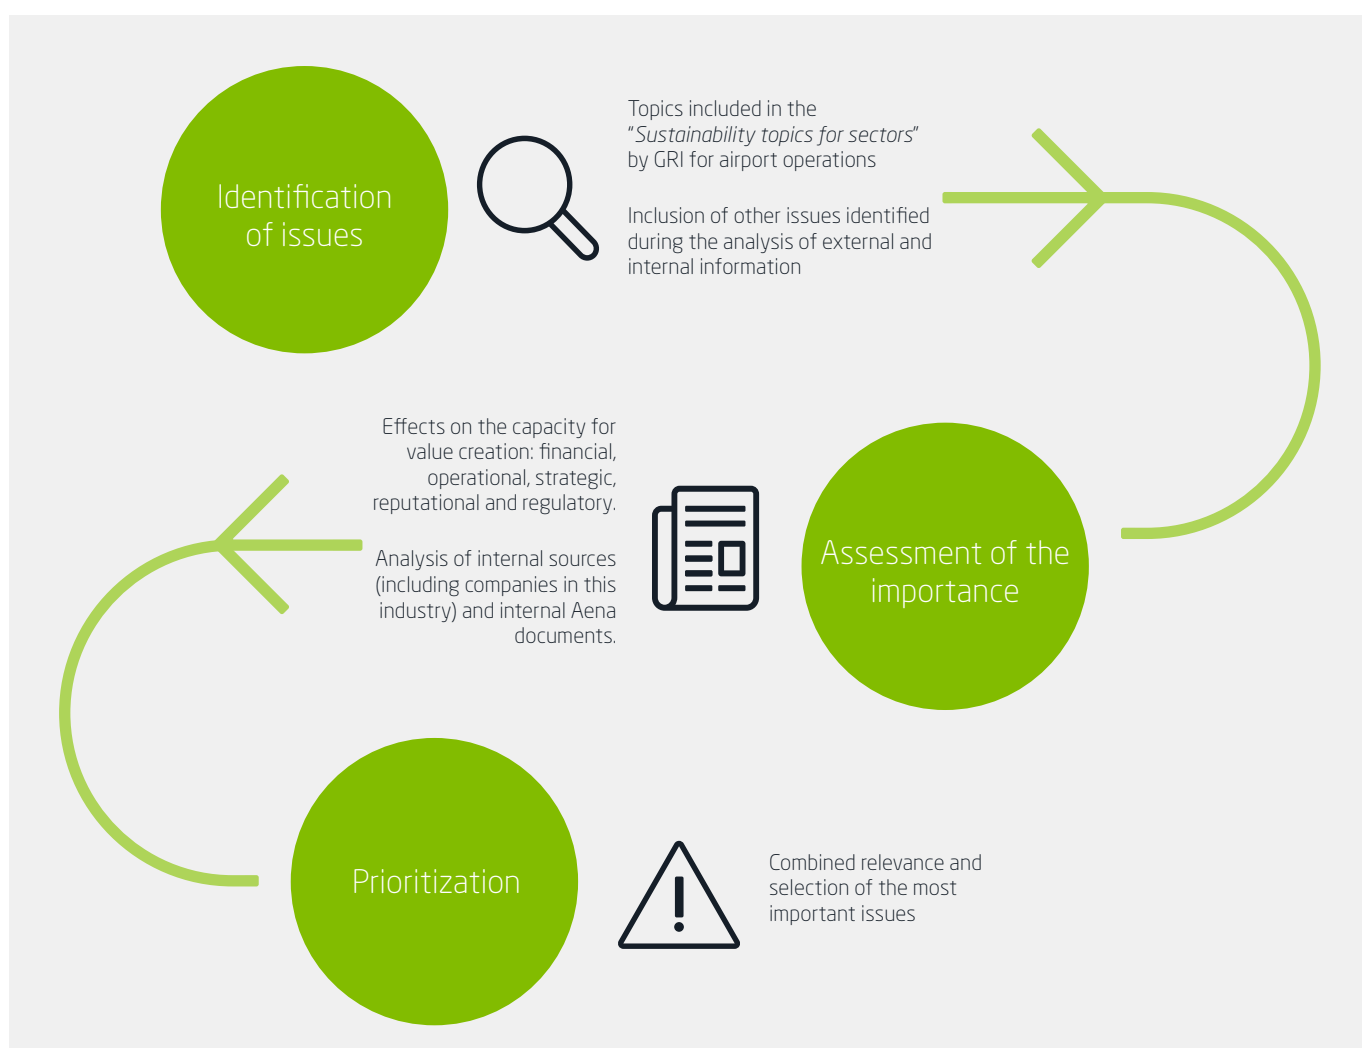 Identification
of issues
Topics included in the
"Sustainability topics for sectors"
by GRI for airport operations
Inclusion of other issues identified
during the analysis of external and
internal information
Effects on the capacity for
value creation: financial,
operational, strategic,
reputational and regulatory.
Analysis of internal sources
(including companies in this
industry) and internal Aena
documents.
Assessment of the
importance
Prioritization
Combined relevance and
selection of the most
important issues